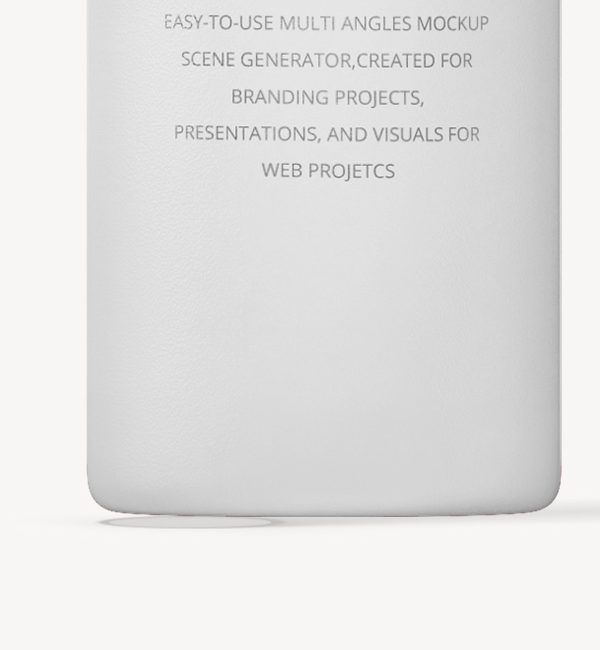 EASY-TO-USE MULTI ANGLES MOCKUP
SCENE GENERATOR,CREATED FOR
BRANDING PROJECTS,
PRESENTATIONS, AND VISUALS FOR
WEB PROJETCS